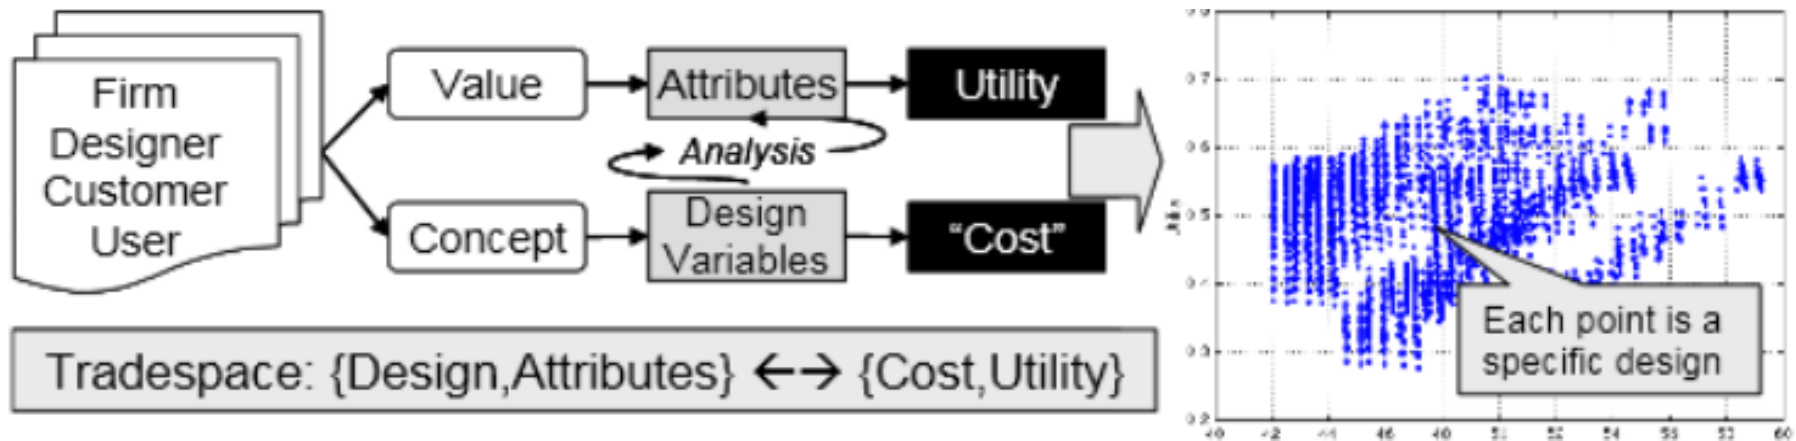 Firm
Designer
Customer
User
Value
Attributes
Utility
Analysis
Concept
Design
Variables
“Cost”
Tradespace: {Design,Attributes} ←→ {Cost,Utility}
Each point is a
specific design